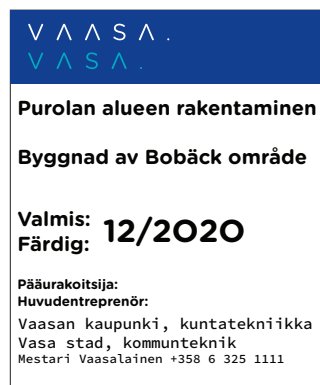 VAASA.
VASA.
Purolan alueen rakentaminen
Byggnad av Bobäck område
Valmis: 12/2020
Färdig:
Pääurakoitsija:
Huvudentreprenör:
Vaasan kaupunki, kuntatekniikka
Vasa stad, kommunteknik
Mestari Vaasalainen +358 6 325 1111